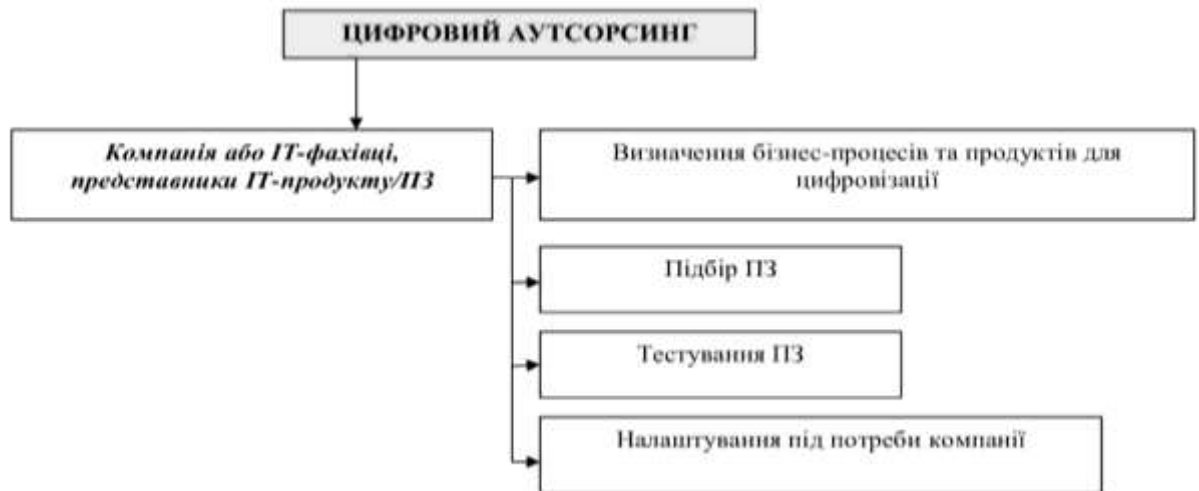 ЦИФРОВИЙ АУТСОРСИНГ
Компанія або ІТ-фахівці,
представники ІТ-продукту/ПЗ
Визначення бізнес-процесів та продуктів для
цифровізації
Підбір ПЗ
Тестування ПЗ
Налаштування під потреби компанії